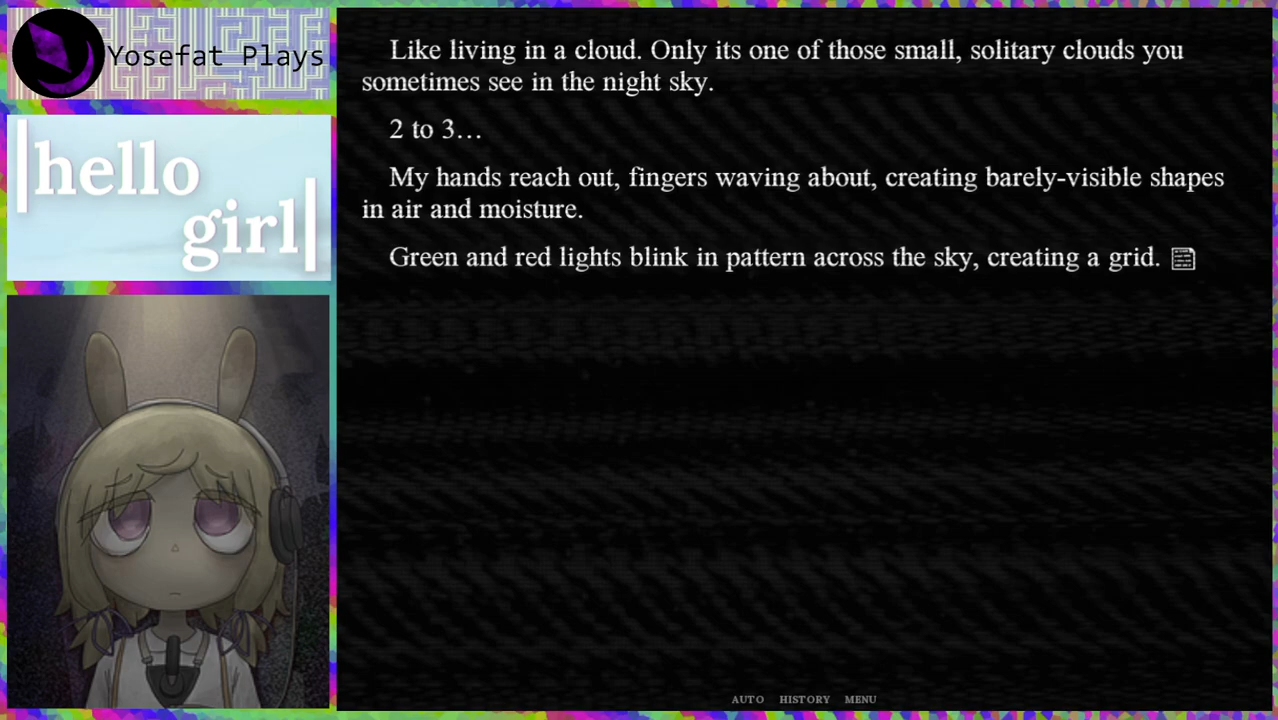 Yosefat Plays
|hello
girl|
Like living in a cloud. Only its one of those small, solitary clouds you
sometimes see in the night sky.
2 to 3...
My hands reach out, fingers waving about, creating barely-visible shapes
in air and moisture.
Green and red lights blink in pattern across the sky, creating a grid.
AUTO HISTORY MENU